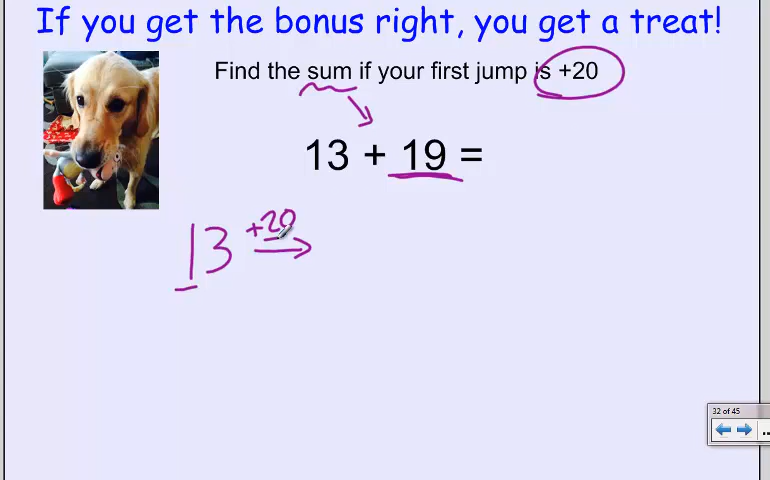 If you get the bonus right, you get a treat!
Find the sum if your first jump is +20
13 + 19 =
13 +20
32 of 45